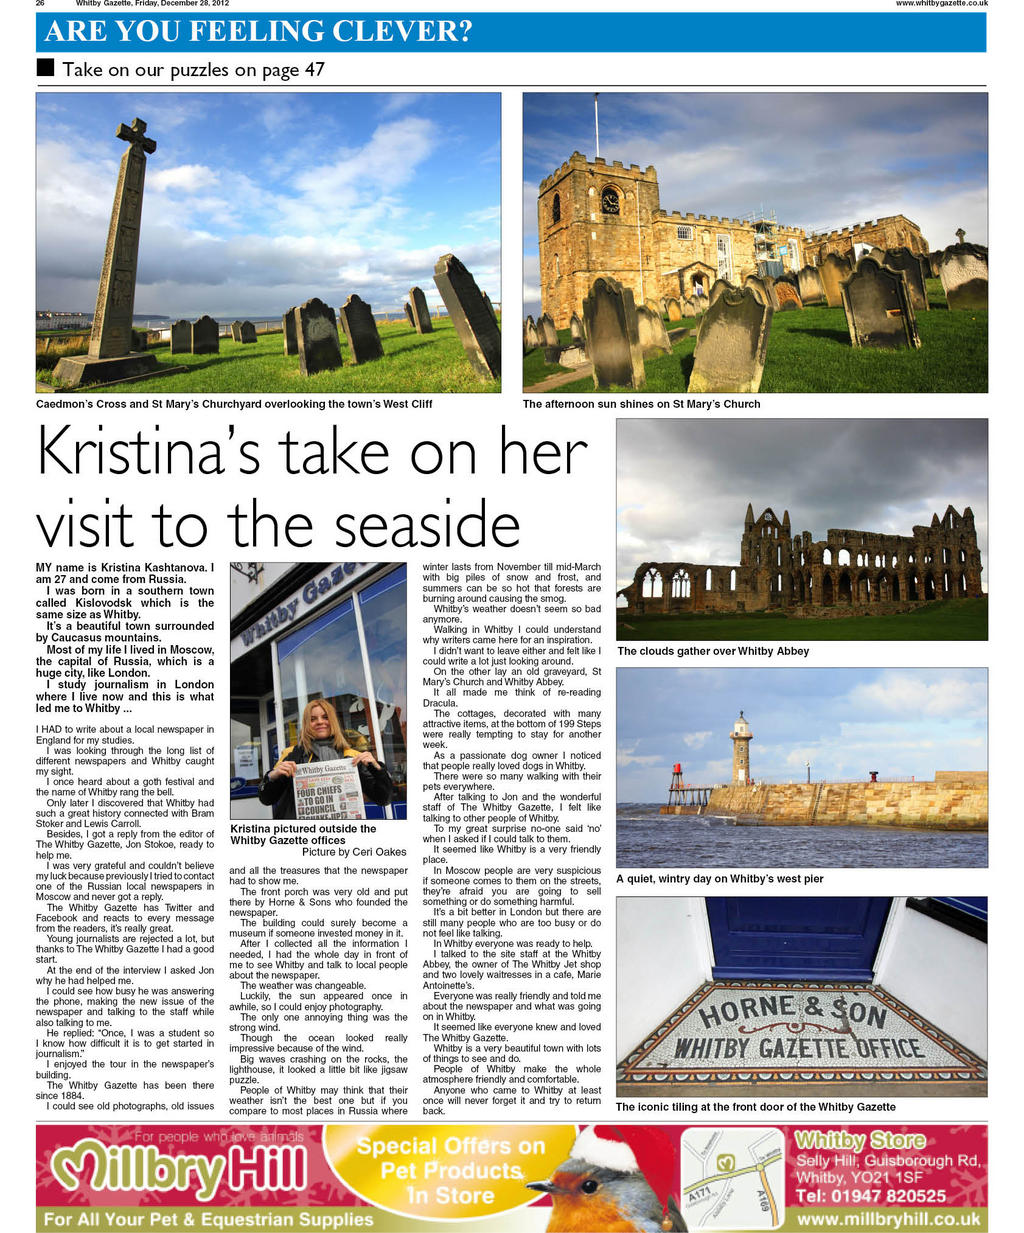 26
Whitby Gazette, Friday, December 28, 2012
www.whitbygazette.co.uk
ARE YOU FEELING CLEVER?
■ Take on our puzzles on page 47
Caedmon's Cross and St Mary's Churchyard overlooking the town's West Cliff
The afternoon sun shines on St Mary's Church
Kristina's take on her
visit to the seaside
MY name is Kristina Kashtanova. I
am 27 and come from Russia.
I was born in a southern town
called Kislovodsk which is the
same size as Whitby.
It's a beautiful town surrounded
by Caucasus mountains.
Most of my life I lived in Moscow,
the capital of Russia, which is a
huge city, like London.
I study journalism in London
where I live now and this is what
led me to Whitby ...
I HAD to write about a local newspaper in
England for my studies.
I was looking through the long list of
different newspapers and Whitby caught
my sight.
I once heard about a goth festival and
the name of Whitby rang the bell.
Only later I discovered that Whitby had
such a great history connected with Bram
Stoker and Lewis Carroll.
Besides, I got a reply from the editor of
The Whitby Gazette, Jon Stokoe, ready to
help me.
I was very grateful and couldn't believe
my luck because previously I tried to contact
one of the Russian local newspapers in
Moscow and never got a reply.
The Whitby Gazette has Twitter and
Facebook and reacts to every message
from the readers, it's really great.
Young journalists are rejected a lot, but
thanks to The Whitby Gazette I had a good
start.
At the end of the interview I asked Jon
why he had helped me.
I could see how busy he was answering
the phone, making the new issue of the
newspaper and talking to the staff while
also talking to me.
He replied: "Once, I was a student so
I know how difficult it is to get started in
journalism."
I enjoyed the tour in the newspaper's
building.
The Whitby Gazette has been there
since 1884.
I could see old photographs, old issues
Whitby Gaze
Whitby Gazette
FOUR CHIEFS
TO GO IN
COUNCIL
SHAKE-UP
Kristina pictured outside the
Whitby Gazette offices
Picture by Ceri Oakes
and all the treasures that the newspaper
had to show me.
The front porch was very old and put
there by Horne & Sons who founded the
newspaper.
The building could surely become a
museum if someone invested money in it.
After I collected all the information I
needed, I had the whole day in front of
me to see Whitby and talk to local people
about the newspaper.
The weather was changeable.
Luckily, the sun appeared once in
awhile, so I could enjoy photography.
The only one annoying thing was the
strong wind.
Though the ocean looked really
impressive because of the wind.
Big waves crashing on the rocks, the
lighthouse, it looked a little bit like jigsaw
puzzle.
People of Whitby may think that their
weather isn't the best one but if you
compare to most places in Russia where
winter lasts from November till mid-March
with big piles of snow and frost, and
summers can be so hot that forests are
burning around causing the smog.
Whitby's weather doesn't seem so bad
anymore.
Walking in Whitby I could understand
why writers came here for an inspiration.
I didn't want to leave either and felt like I
could write a lot just looking around.
On the other lay an old graveyard, St
Mary's Church and Whitby Abbey.
It all made me think of re-reading
Dracula.
The cottages, decorated with many
attractive items, at the bottom of 199 Steps
were really tempting to stay for another
week.
As a passionate dog owner I noticed
that people really loved dogs in Whitby.
There were so many walking with their
pets everywhere.
After talking to Jon and the wonderful
staff of The Whitby Gazette, I felt like
talking to other people of Whitby.
To my great surprise no-one said 'no'
when I asked if I could talk to them.
It seemed like Whitby is a very friendly
place.
In Moscow people are very suspicious
if someone comes to them on the streets,
they're afraid you are going to sell
something or do something harmful.
It's a bit better in London but there are
still many people who are too busy or do
not feel like talking.
In Whitby everyone was ready to help.
I talked to the site staff at the Whitby
Abbey, the owner of The Whitby Jet shop
and two lovely waitresses in a cafe, Marie
Antoinette's.
Everyone was really friendly and told me
about the newspaper and what was going
on in Whitby.
It seemed like everyone knew and loved
The Whitby Gazette.
Whitby is a very beautiful town with lots
of things to see and do.
People of Whitby make the whole
atmosphere friendly and comfortable.
Anyone who came to Whitby at least
once will never forget it and try to return
back.
The clouds gather over Whitby Abbey
A quiet, wintry day on Whitby's west pier
HORNE & SON
WHITBY GAZETTE OFFICE
The iconic tiling at the front door of the Whitby Gazette
For people who love animals
Millbry Hill
For All Your Pet & Equestrian Supplies
Special Offers on
Pet Products
In Store
A171
A169
Whitby Store
Selly Hill, Guisborough Rd,
Whitby, YO21 1SF
Tel: 01947 820525
www.millbryhill.co.uk